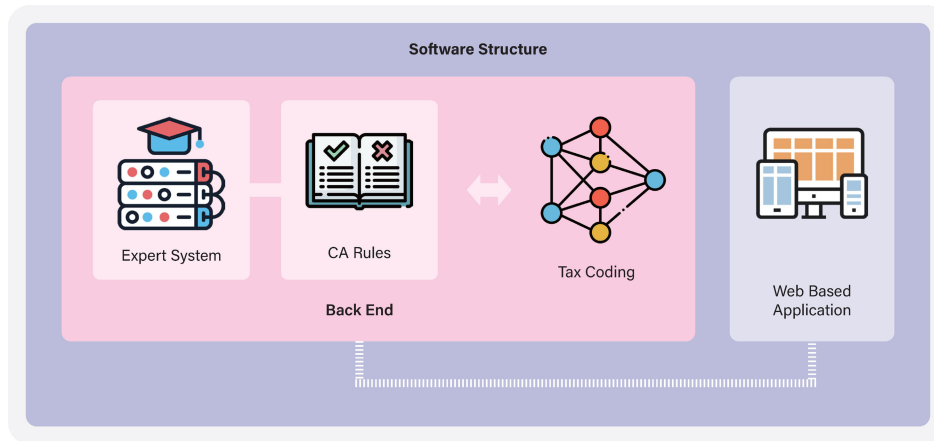 Software Structure
Expert System
CA Rules
Tax Coding
Back End
Web Based
Application